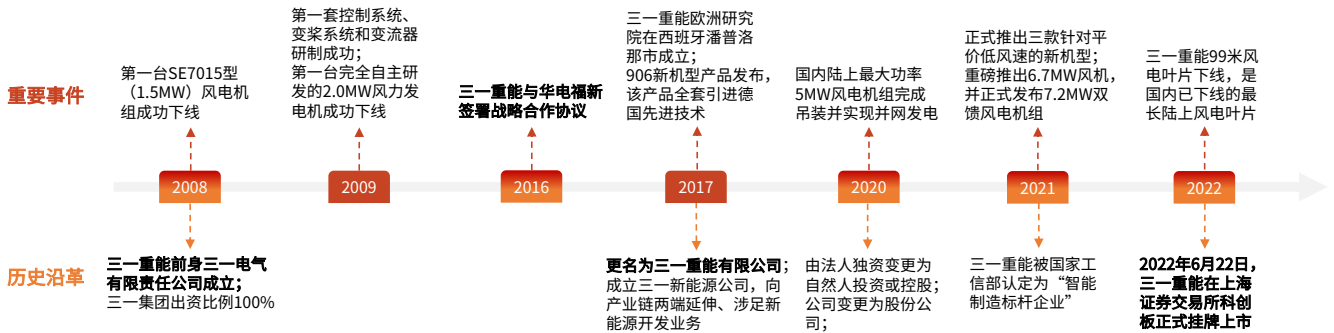 重要事件
第一台SE7015型
（1.5MW）风电机
组成功下线
第一套控制系统、
变桨系统和变流器
研制成功；
第一台完全自主研
发的2.0MW风力发
电机成功下线
三一重能与华电福新
签署战略合作协议
三一重能欧洲研究
院在西班牙潘普洛
那市成立；
906新机型产品发布，
该产品全套引进德
国先进技术
国内陆上最大功率
5MW风电机组完成
吊装并实现并网发电
正式推出三款针对平
价低风速的新机型；
重磅推出6.7MW风机，
并正式发布7.2MW双
馈风电机组
三一重能99米风
电叶片下线，是
国内已下线的最
长陆上风电叶片
2008
2009
2016
2017
2020
2021
2022
历史沿革
三一重能前身三一电气
有限责任公司成立；
三一集团出资比例100%
更名为三一重能有限公司；
成立三一新能源公司，向
产业链两端延伸、涉足新
能源开发业务
由法人独资变更为
自然人投资或控股；
公司变更为股份公
司；
三一重能被国家工
信部认定为“智能
制造标杆企业”
2022年6月22日，
三一重能在上海
证券交易所科创
板正式挂牌上市